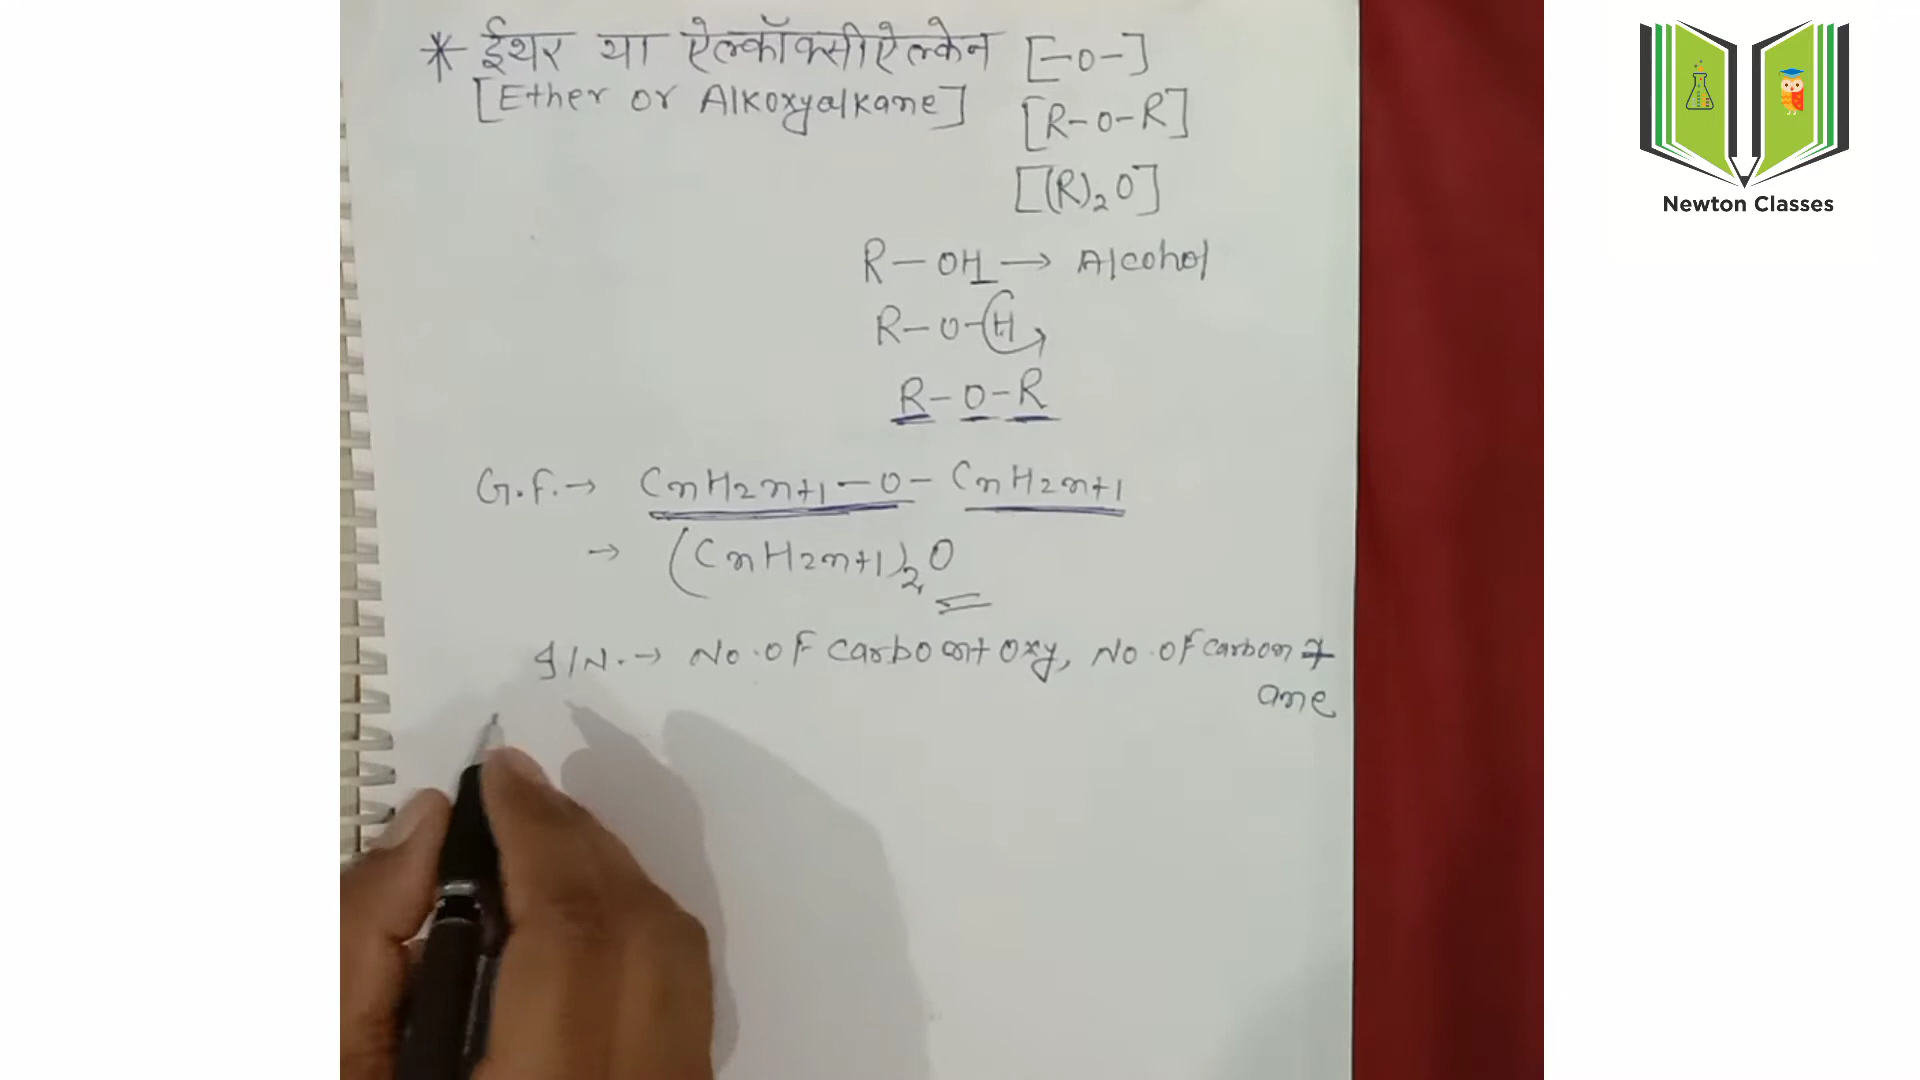 * ईथर या ऐल्कॉक्सीऐल्केन [-O-]
[Ether or Alkoxyalkane] [R-O-R]
[(R)₂O]
R-OH → Alcohol
R-O-H
R-O-R
G.F. → CnH2n+1-O-CnH2n+1
→ (CnH2n+1)₂O
I/N. → No. of carbon + oxy, No. of carbon +
ane
Newton Classes